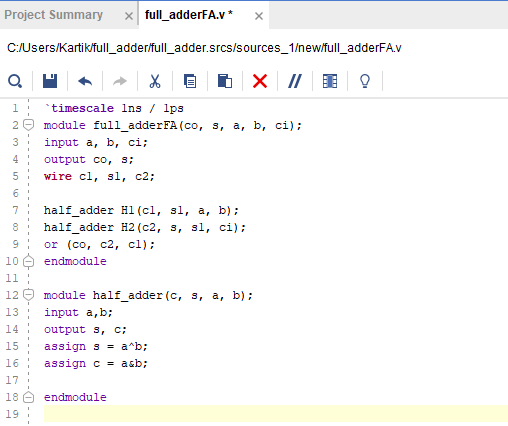 Project Summary × full_adderFA.v * ×
C:/Users/Kartik/full_adder/full_adder.srcs/sources_1/new/full_adderFA.v
1 `timescale 1ns / 1ps
2 module full_adderFA(co, s, a, b, ci);
3 input a, b, ci;
4 output co, s;
5 wire c1, s1, c2;
6
7 half_adder H1(c1, s1, a, b);
8 half_adder H2(c2, s, s1, ci);
9 or (co, c2, c1);
10 endmodule
11
12 module half_adder(c, s, a, b);
13 input a,b;
14 output s, c;
15 assign s = a^b;
16 assign c = a&b;
17
18 endmodule
19